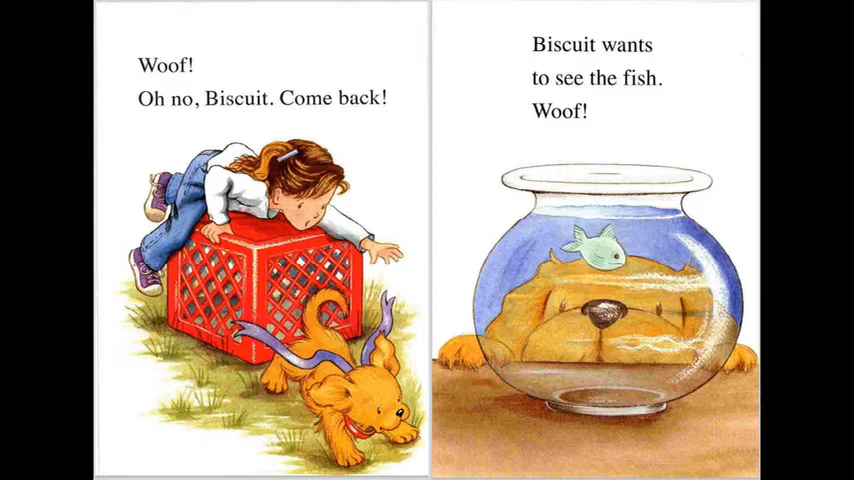 Woof!
Oh no, Biscuit. Come back!
Biscuit wants
to see the fish.
Woof!